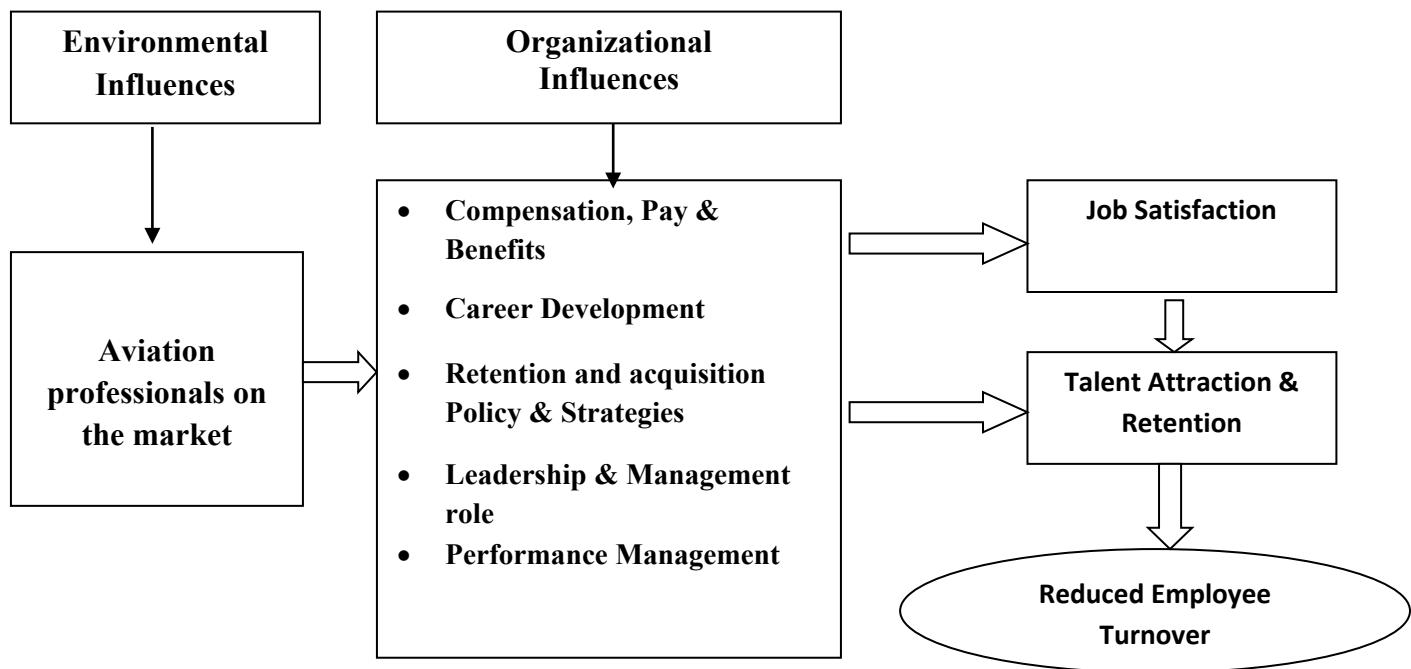 Environmental
Influences
Organizational
Influences
Aviation
professionals on
the market
• Compensation, Pay &
Benefits
• Career Development
• Retention and acquisition
Policy & Strategies
• Leadership & Management
role
• Performance Management
Job Satisfaction
Talent Attraction &
Retention
Reduced Employee
Turnover